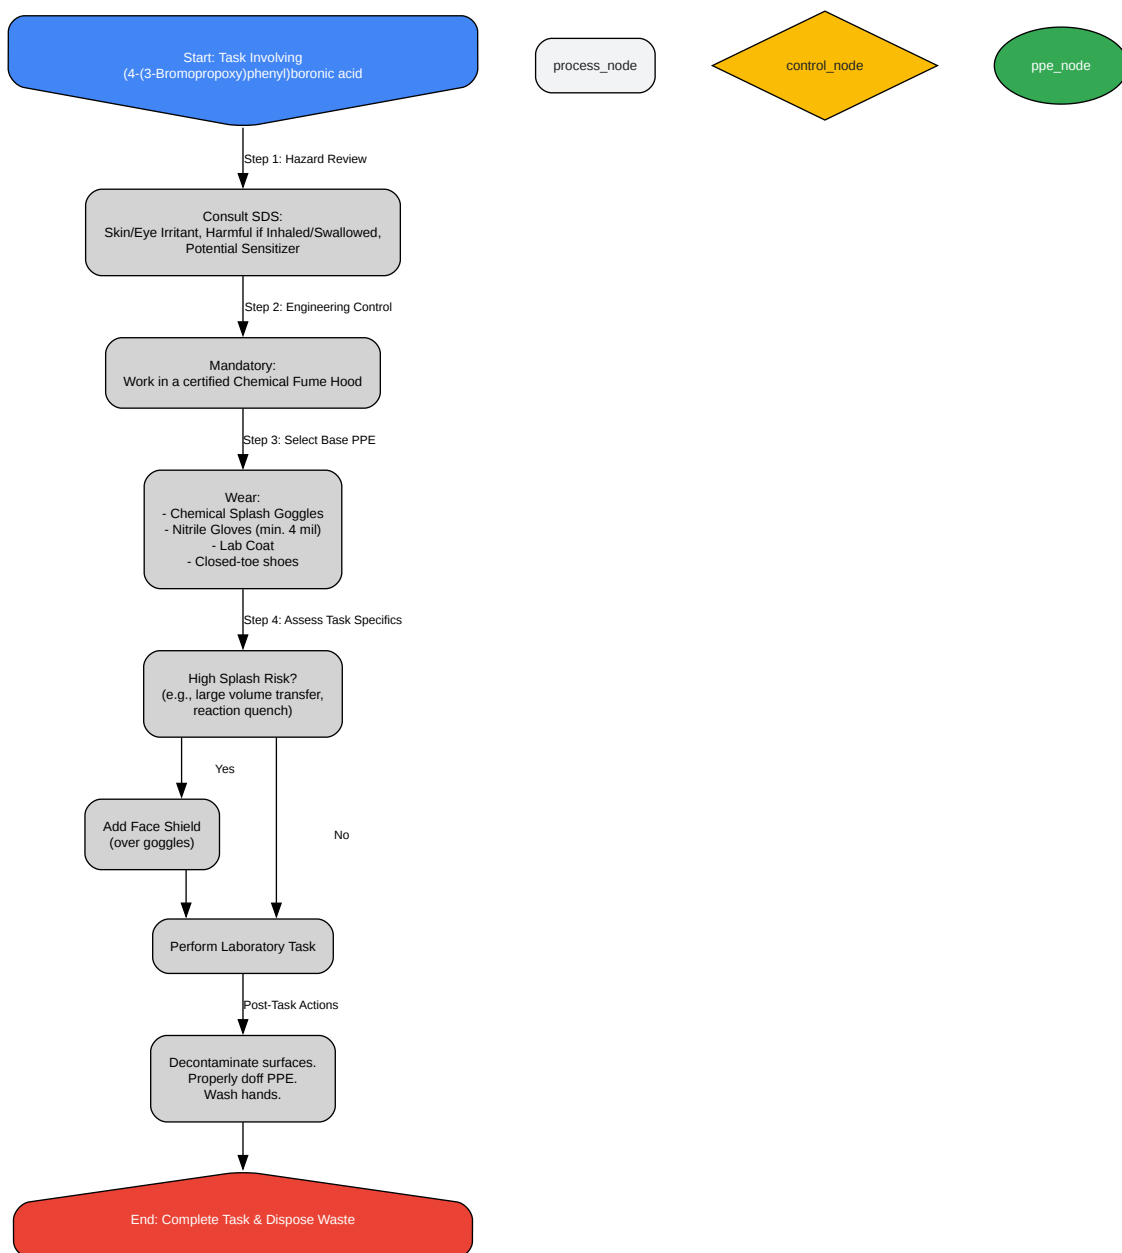 Start: Task Involving
(4-(3-Bromopropoxy)phenyl)boronic acid
process_node
control_node
ppe_node
Step 1: Hazard Review
Consult SDS:
Skin/Eye Irritant, Harmful if Inhaled/Swallowed,
Potential Sensitizer
Step 2: Engineering Control
Mandatory:
Work in a certified Chemical Fume Hood
Step 3: Select Base PPE
Wear:
- Chemical Splash Goggles
- Nitrile Gloves (min. 4 mil)
- Lab Coat
- Closed-toe shoes
Step 4: Assess Task Specifics
High Splash Risk?
(e.g., large volume transfer,
reaction quench)
Yes
Add Face Shield
(over goggles)
No
Perform Laboratory Task
Post-Task Actions
Decontaminate surfaces.
Properly doff PPE.
Wash hands.
End: Complete Task & Dispose Waste